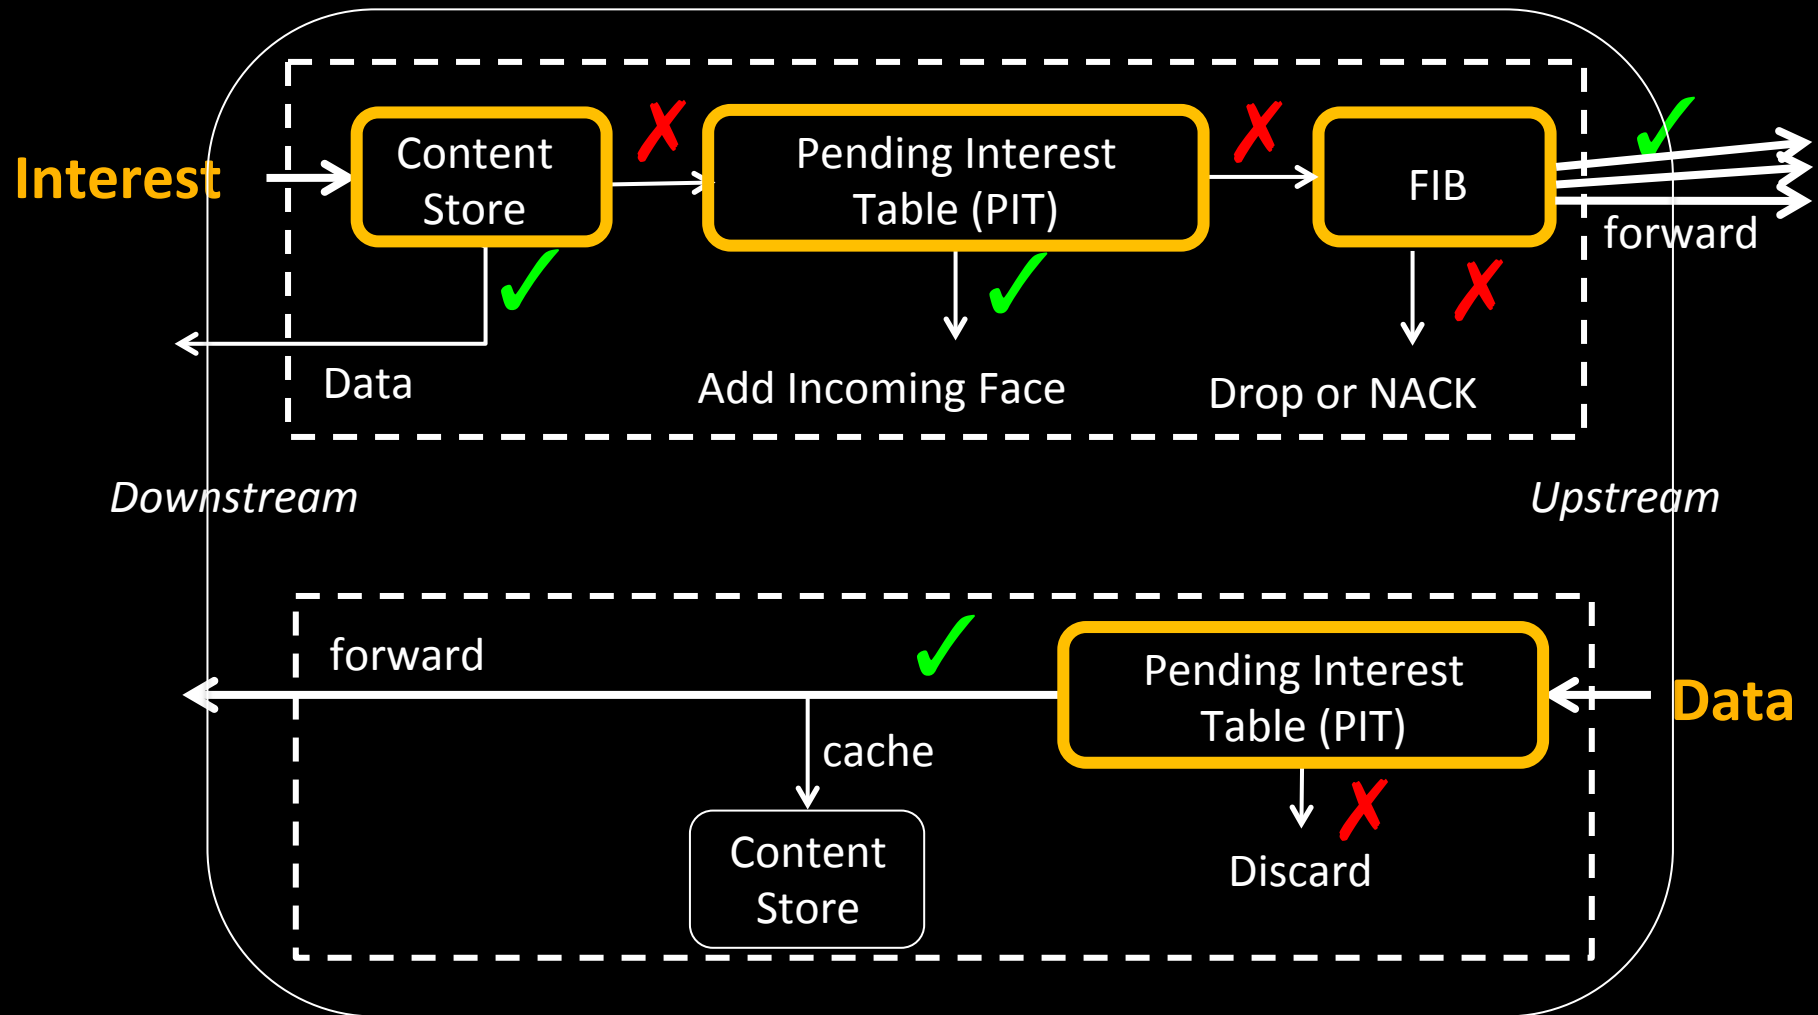 Interest
Content
Store
Pending Interest
Table (PIT)
FIB
forward
Data
Add Incoming Face
Drop or NACK
Downstream
Upstream
forward
Pending Interest
Table (PIT)
Data
cache
Content
Store
Discard